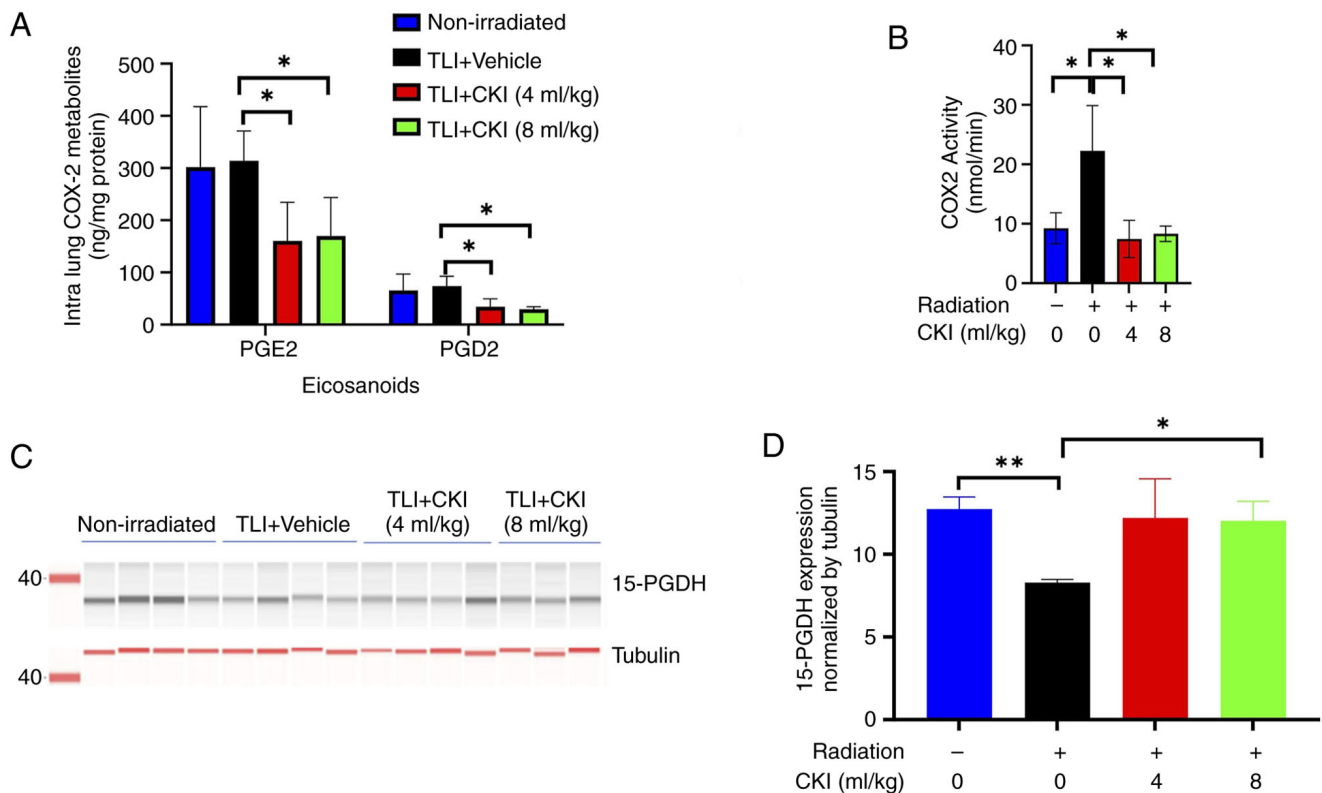 A
Non-irradiated
TLI+Vehicle
TLI+CKI (4 ml/kg)
TLI+CKI (8 ml/kg)
Intra lung COX-2 metabolites
(ng/mg protein)
500
400
300
200
100
0
*
*
*
*
PGE2 PGD2
Eicosanoids
B
COX2 Activity
(nmol/min)
40
30
20
10
0
*
* *
Radiation – + + +
CKI (ml/kg) 0 0 4 8
C
Non-irradiated TLI+Vehicle TLI+CKI (4 ml/kg) TLI+CKI (8 ml/kg)
40- 15-PGDH
Tubulin
40-
D
15-PGDH expression
normalized by tubulin
15
10
5
0
*
**
Radiation – + + +
CKI (ml/kg) 0 0 4 8